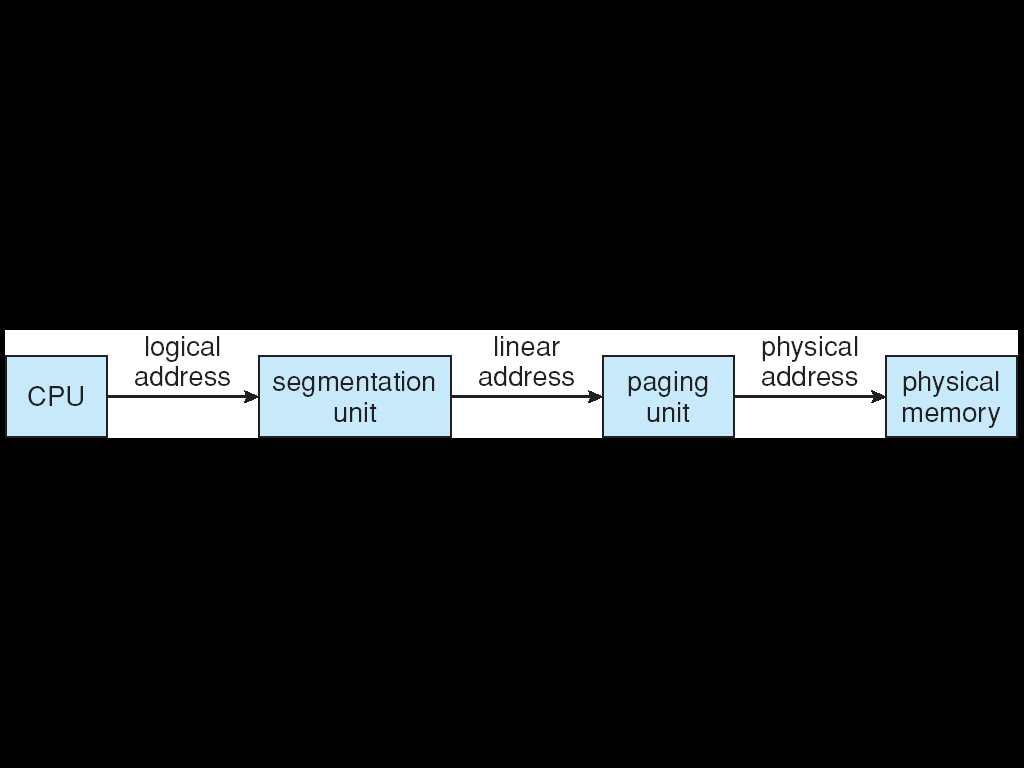 CPU
logical
address
segmentation
unit
linear
address
paging
unit
physical
address
physical
memory